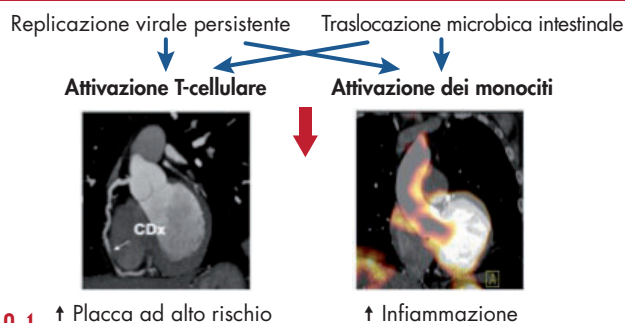 Replicazione virale persistente Traslocazione microbica intestinale
Attivazione T-cellulare Attivazione dei monociti
CDx
A
↑ Placca ad alto rischio ↑ Infiammazione